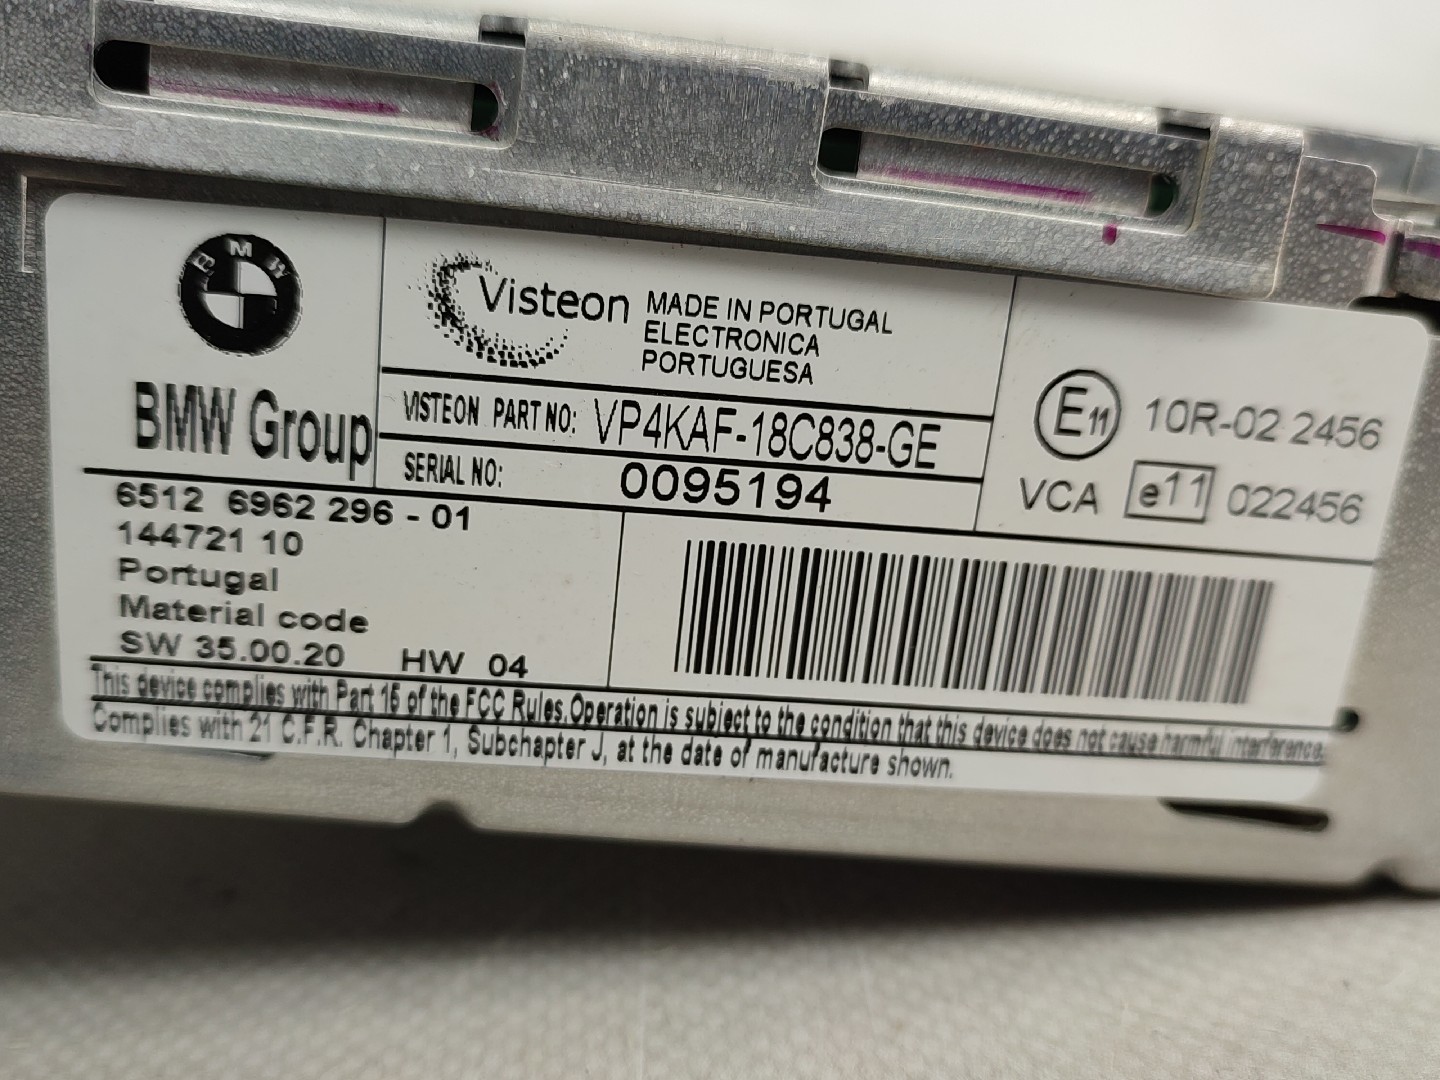 BMW
BMW Group
Visteon
MADE IN PORTUGAL
ELECTRONICA
PORTUGUESA
VISTEON PART NO: VP4KAF-18C838-GE
SERIAL NO: 0095194
E11 10R-02 2456
VCA e11 022456
6512 6962 296 - 01
144721 10
Portugal
Material code
SW 35.00.20 HW 04
This device complies with Part 15 of the FCC Rules.Operation is subject to the condition that this device does not cause harmful interference.
Complies with 21 C.F.R. Chapter 1, Subchapter J, at the date of manufacture shown.